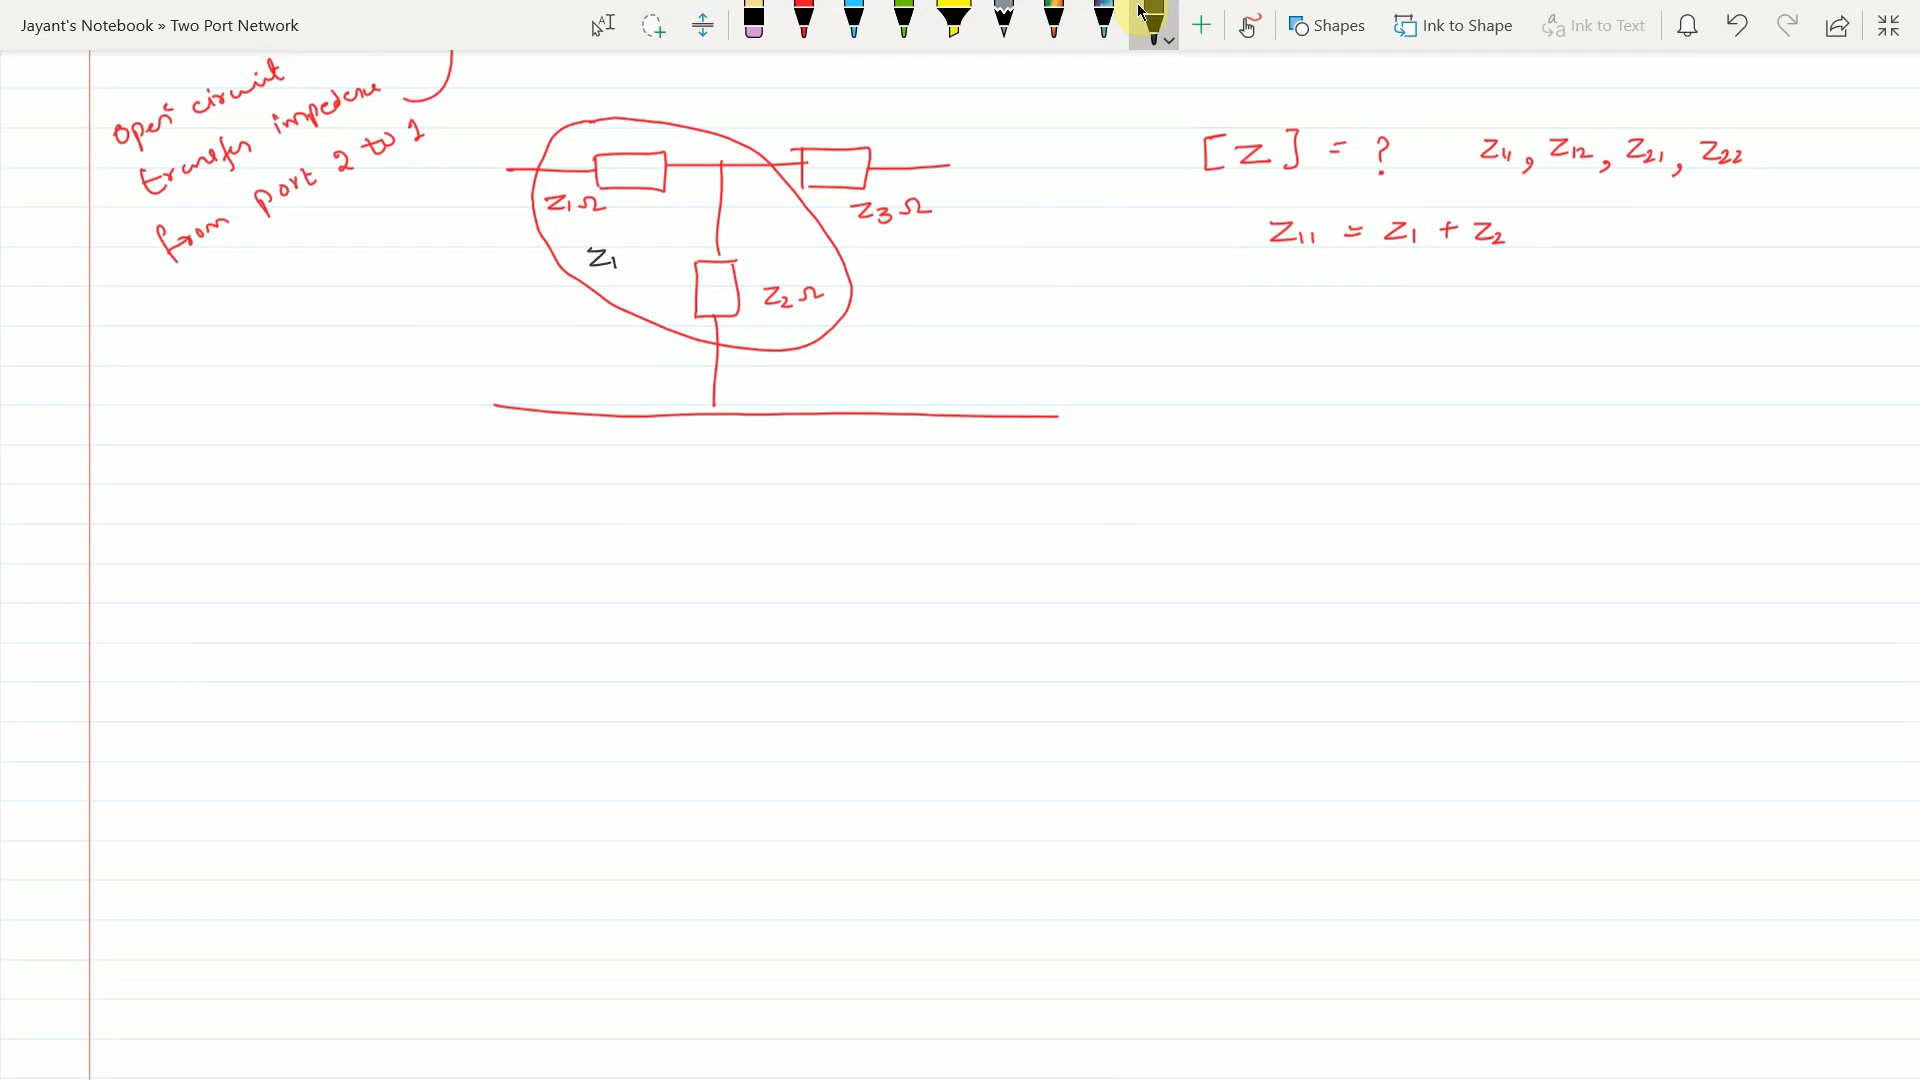 Jayant's Notebook » Two Port Network
Shapes
Ink to Shape
Ink to Text
open circuit
transfer impedance
from port 2 to 1
Z1 Ω
Z3 Ω
Z1
Z2 Ω
[Z] = ? Z11, Z12, Z21, Z22
Z11 = Z1 + Z2